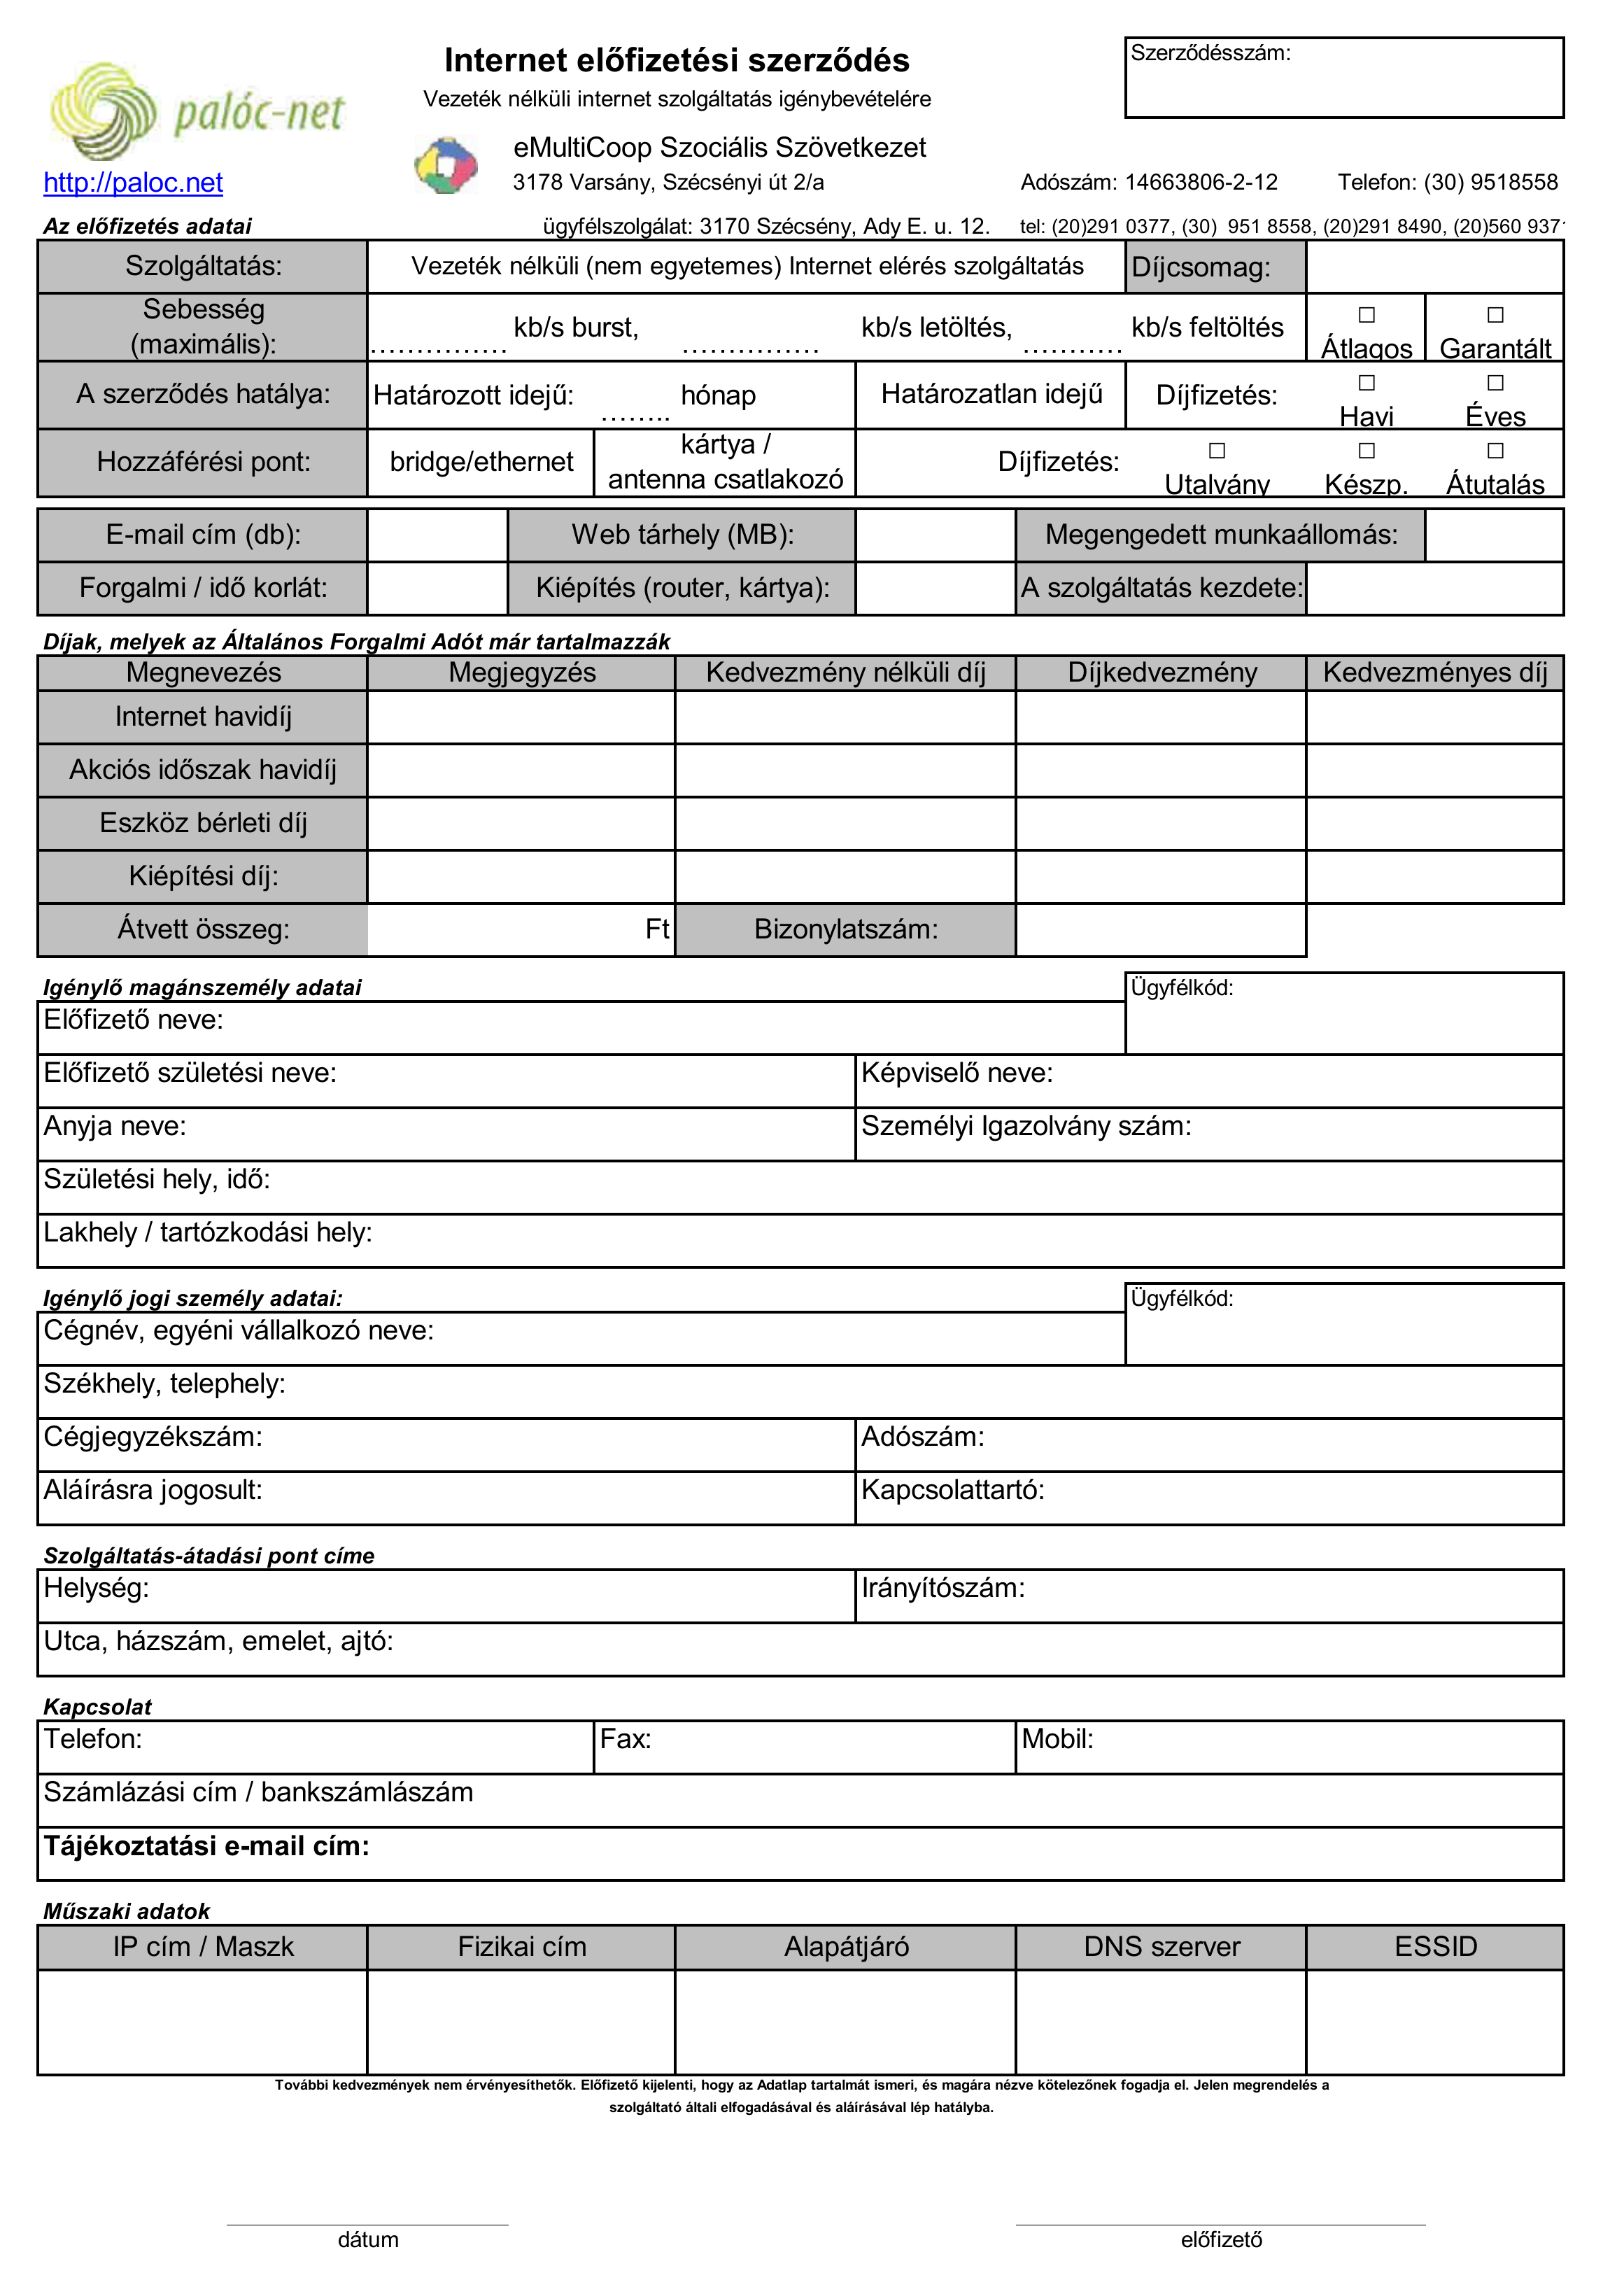 Internet előfizetési szerződés
Szerződésszám:
Vezeték nélküli internet szolgáltatás igénybevételére
palóc-net
eMultiCoop Szociális Szövetkezet
http://paloc.net
3178 Varsány, Szécsényi út 2/a
Adószám: 14663806-2-12
Telefon: (30) 9518558
Az előfizetés adatai
ügyfélszolgálat: 3170 Szécsény, Ady E. u. 12.
tel: (20)291 0377, (30) 951 8558, (20)291 8490, (20)560 937
Szolgáltatás:
Vezeték nélküli (nem egyetemes) Internet elérés szolgáltatás
Díjcsomag:
Sebesség
(maximális):
…………… kb/s burst, …………… kb/s letöltés, ……….. kb/s feltöltés
□
Átlagos
□
Garantált
A szerződés hatálya:
Határozott idejű: …….. hónap
Határozatlan idejű
Díjfizetés:
□
Havi
□
Éves
Hozzáférési pont:
bridge/ethernet
kártya /
antenna csatlakozó
Díjfizetés:
□
Utalvány
□
Készp.
□
Átutalás
E-mail cím (db):
Web tárhely (MB):
Megengedett munkaállomás:
Forgalmi / idő korlát:
Kiépítés (router, kártya):
A szolgáltatás kezdete:
Díjak, melyek az Általános Forgalmi Adót már tartalmazzák
Megnevezés
Megjegyzés
Kedvezmény nélküli díj
Díjkedvezmény
Kedvezményes díj
Internet havidíj
Akciós időszak havidíj
Eszköz bérleti díj
Kiépítési díj:
Átvett összeg:
Ft
Bizonylatszám:
Igénylő magánszemély adatai
Ügyfélkód:
Előfizető neve:
Előfizető születési neve:
Képviselő neve:
Anyja neve:
Személyi Igazolvány szám:
Születési hely, idő:
Lakhely / tartózkodási hely:
Igénylő jogi személy adatai:
Ügyfélkód:
Cégnév, egyéni vállalkozó neve:
Székhely, telephely:
Cégjegyzékszám:
Adószám:
Aláírásra jogosult:
Kapcsolattartó:
Szolgáltatás-átadási pont címe
Helység:
Irányítószám:
Utca, házszám, emelet, ajtó:
Kapcsolat
Telefon:
Fax:
Mobil:
Számlázási cím / bankszámlászám
Tájékoztatási e-mail cím:
Műszaki adatok
IP cím / Maszk
Fizikai cím
Alapátjáró
DNS szerver
ESSID
További kedvezmények nem érvényesíthetők. Előfizető kijelenti, hogy az Adatlap tartalmát ismeri, és magára nézve kötelezőnek fogadja el. Jelen megrendelés a
szolgáltató általi elfogadásával és aláírásával lép hatályba.
dátum
előfizető